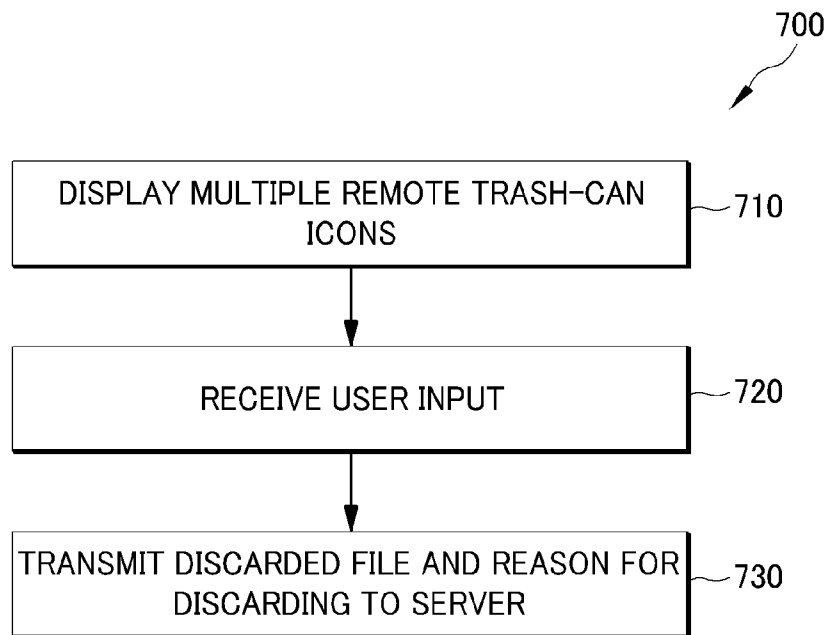 700
DISPLAY MULTIPLE REMOTE TRASH-CAN
ICONS
710
RECEIVE USER INPUT
720
TRANSMIT DISCARDED FILE AND REASON FOR
DISCARDING TO SERVER
730